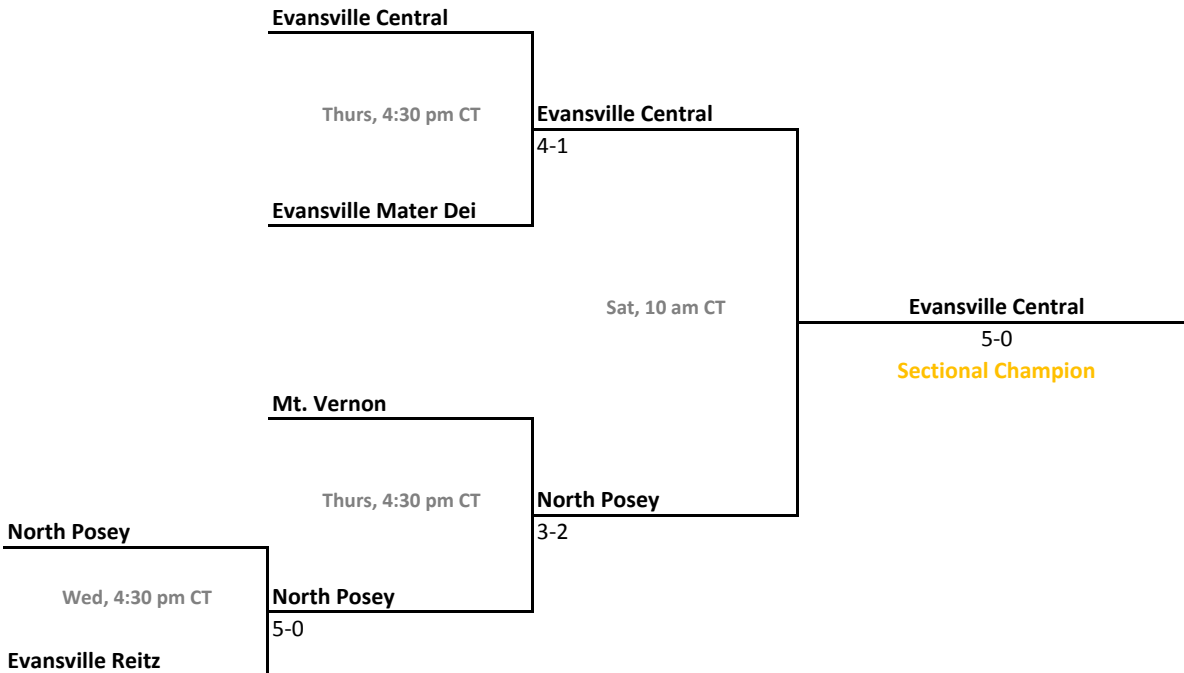 Evansville Central
Thurs, 4:30 pm CT
Evansville Central
4-1
Evansville Mater Dei
Sat, 10 am CT
Evansville Central
5-0
Sectional Champion
Mt. Vernon
Thurs, 4:30 pm CT
North Posey
3-2
North Posey
Wed, 4:30 pm CT
North Posey
5-0
Evansville Reitz